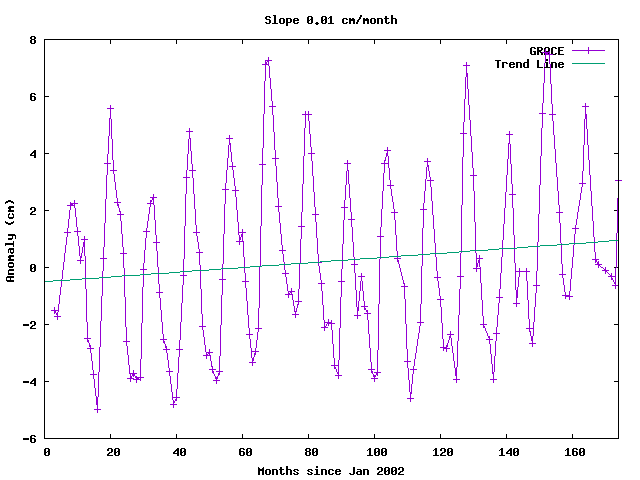 Slope 0.01 cm/month
GRACE
Trend Line
Anomaly (cm)
8
6
4
2
0
-2
-4
-6
0 20 40 60 80 100 120 140 160
Months since Jan 2002